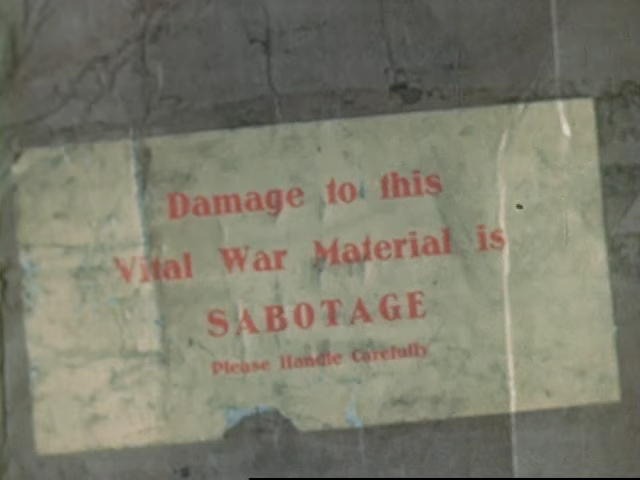 Damage to this
Vital War Material is
SABOTAGE
Please Handle Carefully